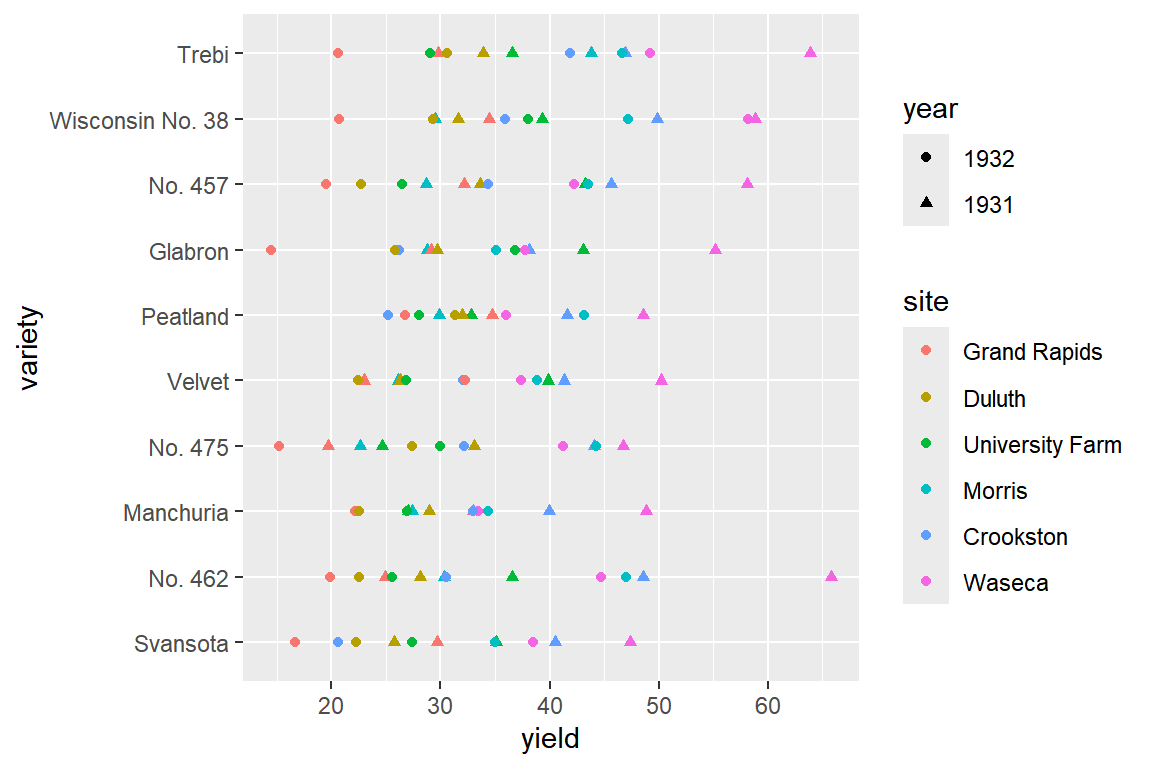 Trebi
Wisconsin No. 38
No. 457
Glabron
Peatland
Velvet
No. 475
Manchuria
No. 462
Svansota
variety
20 30 40 50 60
yield
year
1932
1931
site
Grand Rapids
Duluth
University Farm
Morris
Crookston
Waseca